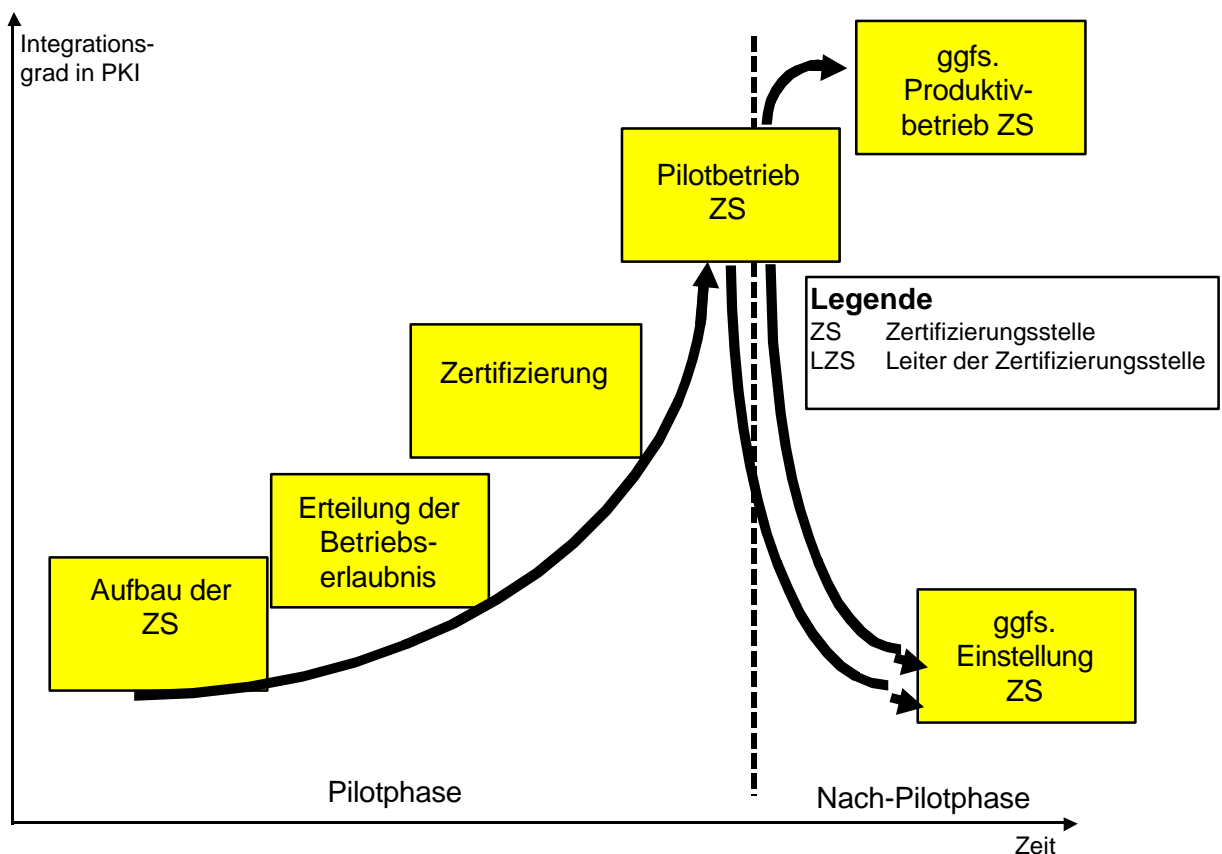 Integrations-
grad in PKI
ggfs.
Produktiv-
betrieb ZS
Pilotbetrieb
ZS
Legende
ZS Zertifizierungsstelle
LZS Leiter der Zertifizierungsstelle
Zertifizierung
Erteilung der
Betriebs-
erlaubnis
Aufbau der
ZS
ggfs.
Einstellung
ZS
Pilotphase
Nach-Pilotphase
Zeit